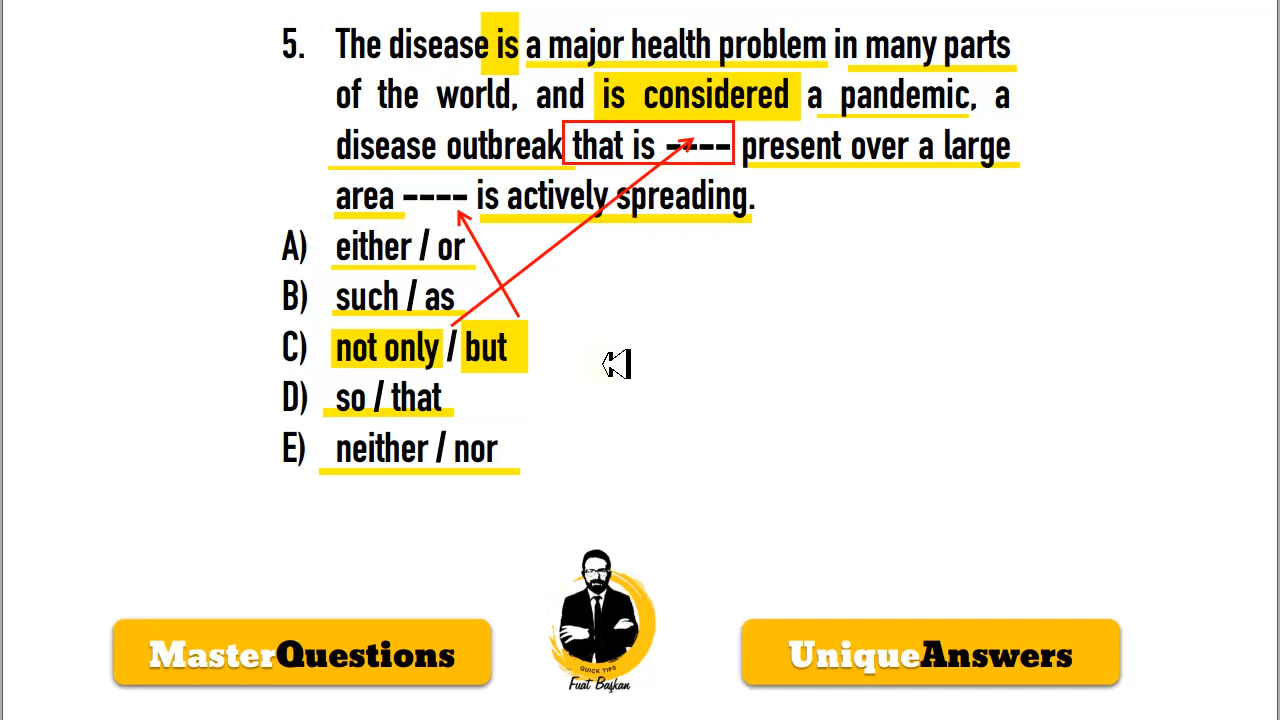 5. The disease is a major health problem in many parts
of the world, and is considered a pandemic, a
disease outbreak that is ---- present over a large
area ---- is actively spreading.
A) either / or
B) such / as
C) not only / but
D) so / that
E) neither / nor
QUICK TIPS
Fuat Başkan
MasterQuestions
UniqueAnswers